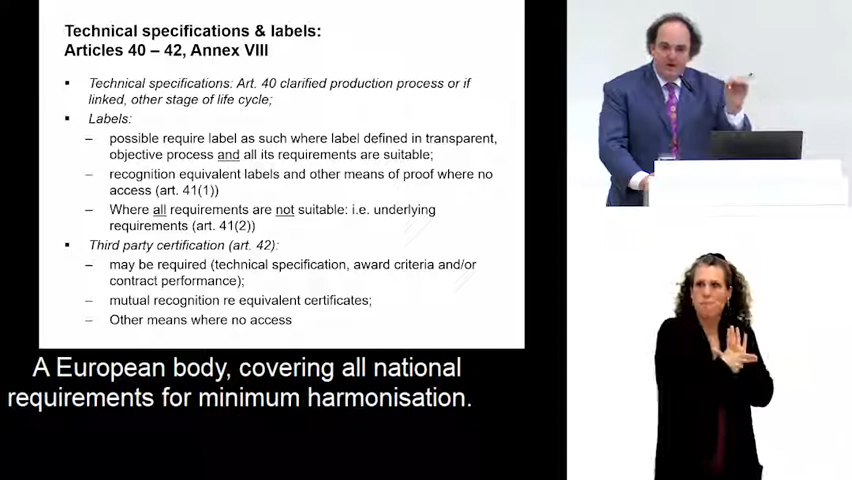 Technical specifications & labels:
Articles 40 – 42, Annex VIII
▪ Technical specifications: Art. 40 clarified production process or if
linked, other stage of life cycle;
▪ Labels:
– possible require label as such where label defined in transparent,
objective process and all its requirements are suitable;
– recognition equivalent labels and other means of proof where no
access (art. 41(1))
– Where all requirements are not suitable: i.e. underlying
requirements (art. 41(2))
▪ Third party certification (art. 42):
– may be required (technical specification, award criteria and/or
contract performance);
– mutual recognition re equivalent certificates;
– Other means where no access
A European body, covering all national
requirements for minimum harmonisation.